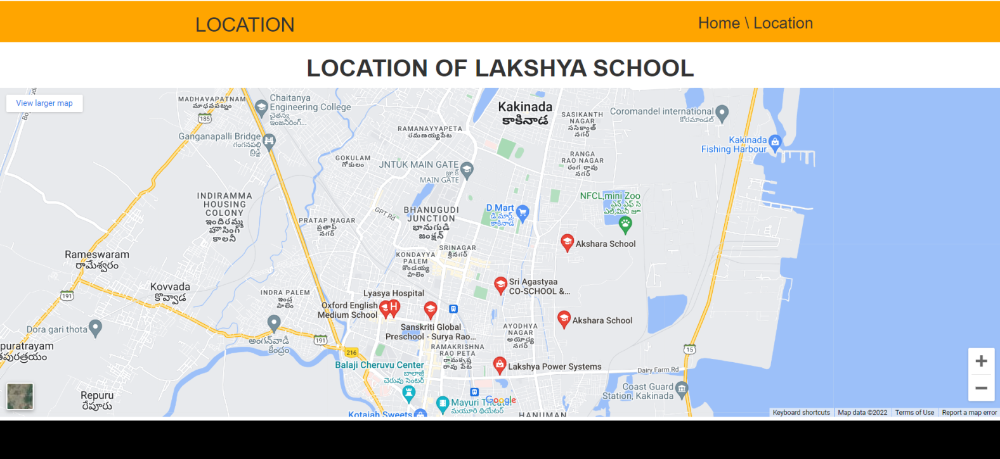 LOCATION
Home \ Location
LOCATION OF LAKSHYA SCHOOL
View larger map
MADHAVAPATNAM
మాధవపట్నం
185
Chaitanya
Engineering College
చైతన్య
ఇంజనీరింగ్...
Kakinada
కాకినాడ
SASIKANTH
NAGAR
ససికాంత్
నగర్
Coromandel international
కోరమాండల్
Ganganapalli Bridge
గంగనపల్లి
బ్రిడ్జి
RAMANAYYAPETA
రమణయ్యపేట
Kakinada
Fishing Harbour
GOKULAM
గోకులం
JNTUK MAIN GATE
MAIN GATE
RANGA
RAO NAGAR
రంగ రావు
నగర్
INDIRAMMA
HOUSING
COLONY
ఇందిరమ్మ
హౌసింగ్
కాలనీ
NFCL,mini Zoo
ఎన్ ఎఫ్ సి
ఎల్,మినీ జూ
GPT Rd
BHANUGUDI
JUNCTION
భానుగుడి
జంక్షన్
D Mart
డి మార్ట్
కాకినాడ
PRATAP NAGAR
ప్రతాప్
నగర్
Akshara School
SRINAGAR
శ్రీనగర్
Rameswaram
రామేశ్వరం
KONDAYYA
PALEM
కొండయ్య
పాలెం
Kovvada
కొవ్వాడ
Sri Agastyaa
CO-SCHOOL &...
191
INDRA PALEM
ఇంద్ర
పాలెం
Lyasya Hospital
Oxford English
Medium School
H
Sanskriti Global
Preschool - Surya Rao...
Akshara School
Dora gari thota
అంగన్‌వాడీ
కేంద్రం
191
AYODHYA
NAGAR
అయోధ్య
నగర్
puratrayam
తపురత్రయం
216
RAMAKRISHNA
RAO PETA
రామకృష్ణ
రావు పేట
15
Balaji Cheruvu Center
బాలాజీ
చెరువు సెంటర్
Lakshya Power Systems
Dairy Farm Rd
Coast Guard
Station, Kakinada
Repuru
రేపూరు
Google
Mayuri Theater
మయూరి థియేటర్
Kotaiah Sweets
HANUMAN
Keyboard shortcuts
Map data ©2022
Terms of Use
Report a map error